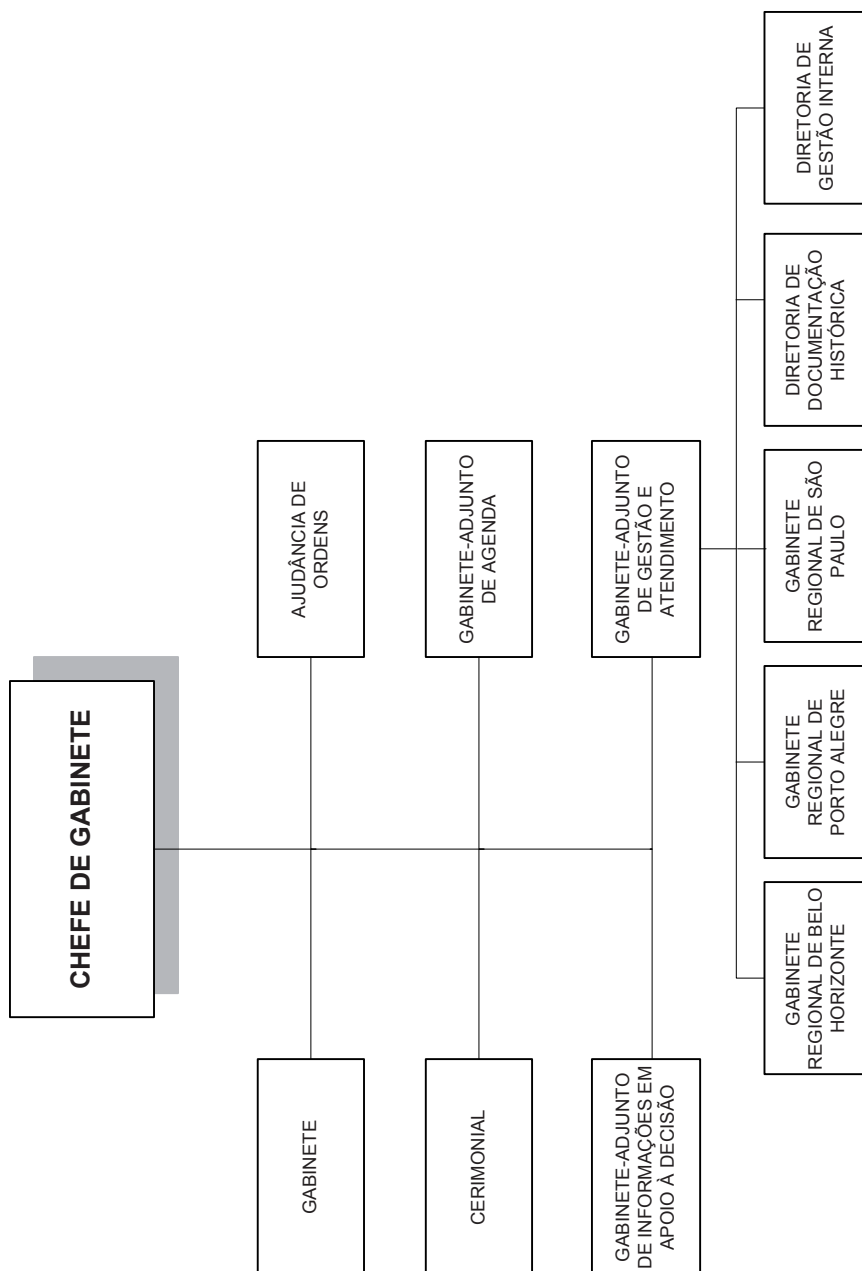 CHEFE DE GABINETE
GABINETE
AJUDÂNCIA DE
ORDENS
CERIMONIAL
GABINETE-ADJUNTO
DE AGENDA
GABINETE-ADJUNTO
DE INFORMAÇÕES EM
APOIO À DECISÃO
GABINETE-ADJUNTO
DE GESTÃO E
ATENDIMENTO
GABINETE
REGIONAL DE BELO
HORIZONTE
GABINETE
REGIONAL DE
PORTO ALEGRE
GABINETE
REGIONAL DE SÃO
PAULO
DIRETORIA DE
DOCUMENTAÇÃO
HISTÓRICA
DIRETORIA DE
GESTÃO INTERNA